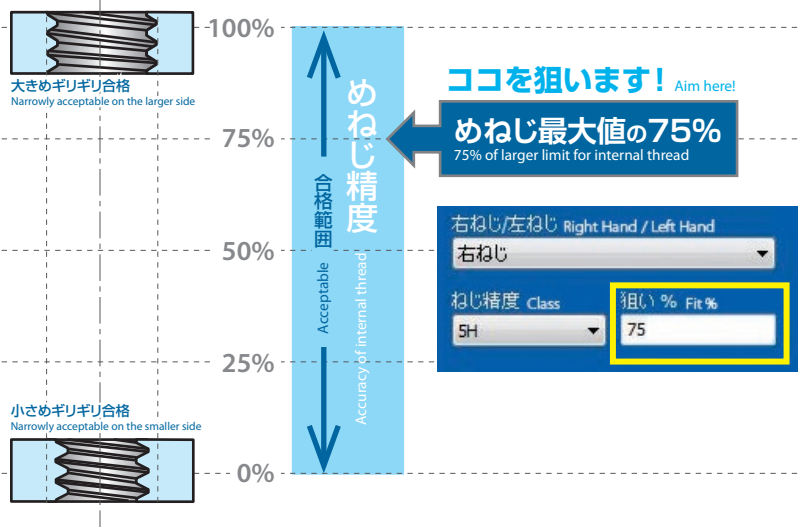 100%
大きめギリギリ合格
Narrowly acceptable on the larger side
75%
50%
25%
小さめギリギリ合格
Narrowly acceptable on the smaller side
0%
めねじ精度
Accuracy of internal thread
合格範囲
Acceptable
ココを狙います! Aim here!
めねじ最大値の75%
75% of larger limit for internal thread
右ねじ/左ねじ Right Hand / Left Hand
右ねじ
ねじ精度 Class
狙い % Fit %
5H
75